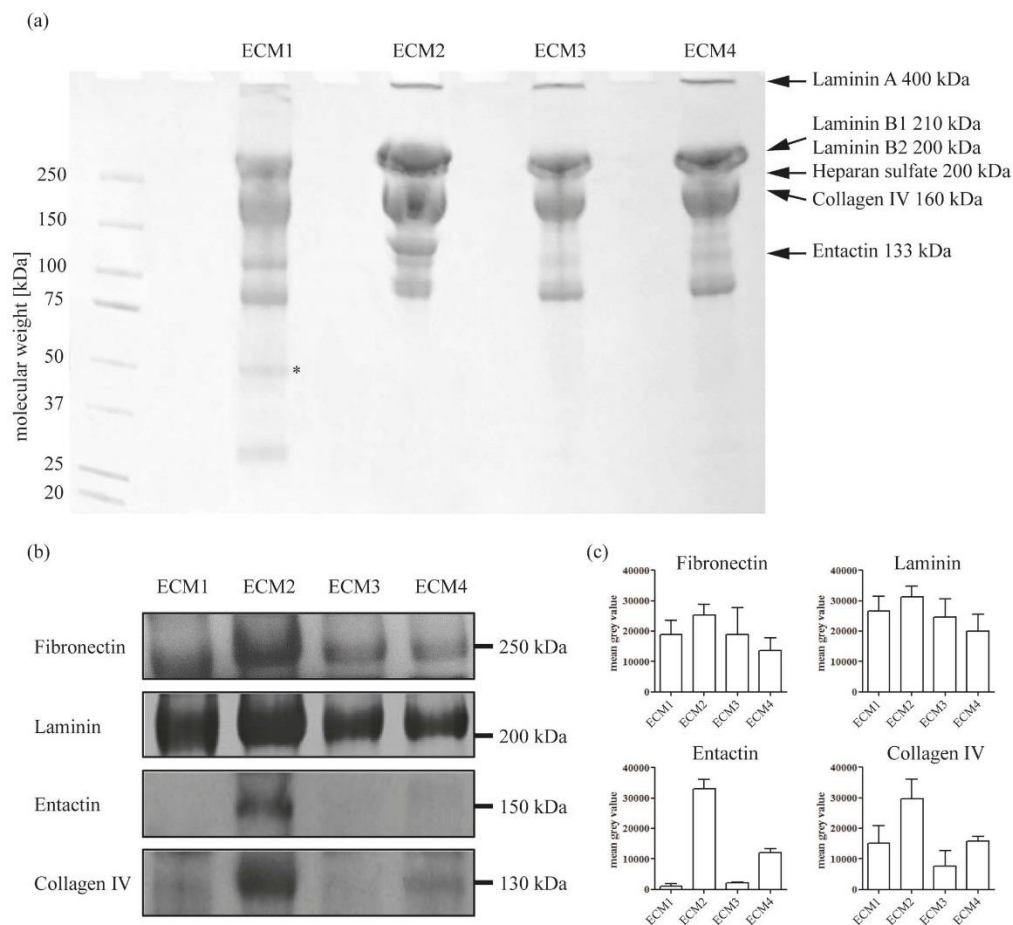 (a)
ECM1 ECM2 ECM3 ECM4
Laminin A 400 kDa
Laminin B1 210 kDa
Laminin B2 200 kDa
Heparan sulfate 200 kDa
Collagen IV 160 kDa
Entactin 133 kDa
molecular weight [kDa]
250
150
100
75
50
37
25
20
*
(b)
ECM1 ECM2 ECM3 ECM4
Fibronectin 250 kDa
Laminin 200 kDa
Entactin 150 kDa
Collagen IV 130 kDa
(c)
Fibronectin
mean grey value
40000
30000
20000
10000
0
ECM1 ECM2 ECM3 ECM4
Laminin
mean grey value
40000
30000
20000
10000
0
ECM1 ECM2 ECM3 ECM4
Entactin
mean grey value
40000
30000
20000
10000
0
ECM1 ECM2 ECM3 ECM4
Collagen IV
mean grey value
40000
30000
20000
10000
0
ECM1 ECM2 ECM3 ECM4